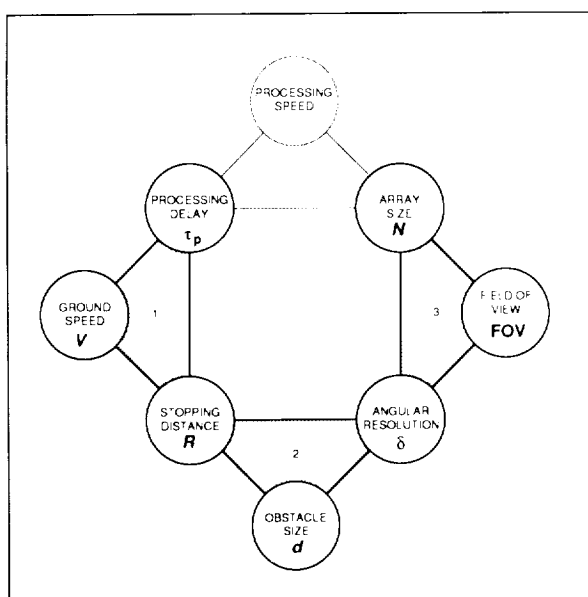 PROCESSING
SPEED
PROCESSING
DELAY
τp
ARRAY
SIZE
N
GROUND
SPEED
V
1
3
FIELD OF
VIEW
FOV
STOPPING
DISTANCE
R
ANGULAR
RESOLUTION
δ
2
OBSTACLE
SIZE
d